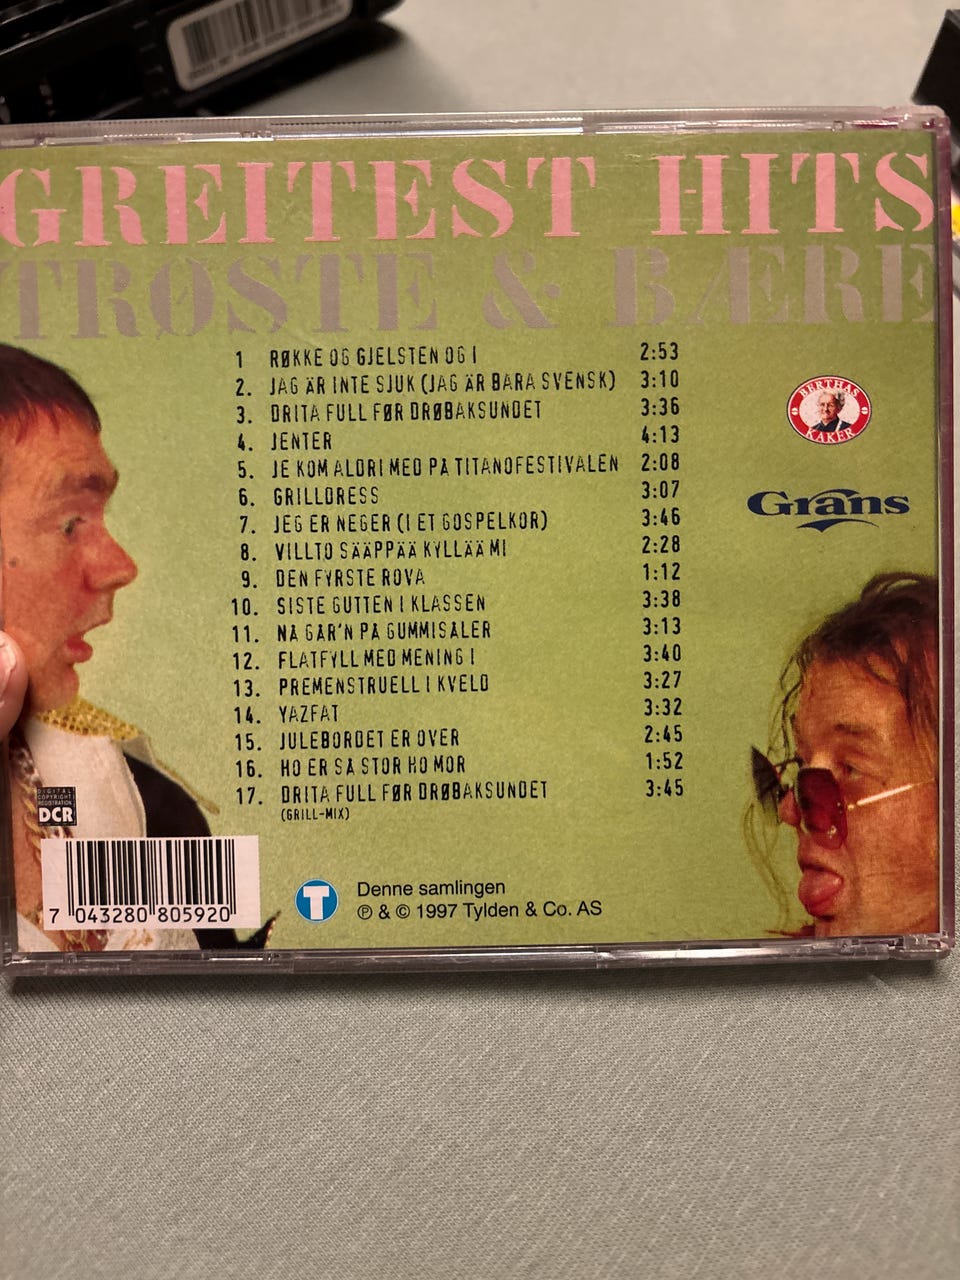 GREITEST HITS
TRØSTE & BÆRE
1 RØKKE OG GJELSTEN OG I 2:53
2. JAG ÄR INTE SJUK (JAG ÄR BARA SVENSK) 3:10
3. DRITA FULL FØR DRØBAKSUNDET 3:36
4. JENTER 4:13
5. JE KOM ALDRI MED PÅ TITANOFESTIVALEN 2:08
6. GRILLDRESS 3:07
7. JEG ER NEGER (I ET GOSPELKOR) 3:46
8. VILLTO SÄÄPPÄÄ KYLLÄÄ MI 2:28
9. DEN FYRSTE ROVA 1:12
10. SISTE GUTTEN I KLASSEN 3:38
11. NÅ GÅR'N PÅ GUMMISÅLER 3:13
12. FLATFYLL MED MENING I 3:40
13. PREMENSTRUELL I KVELD 3:27
14. YAZFAT 3:32
15. JULEBORDET ER OVER 2:45
16. HO ER SÅ STOR HO MOR 1:52
17. DRITA FULL FØR DRØBAKSUNDET 3:45
(GRILL-MIX)
BERTHAS
KAKER
Grans
DIGITAL
COPYRIGHT
REGISTRATION
DCR
7 043280 805920
T
Denne samlingen
℗ & © 1997 Tylden & Co. AS